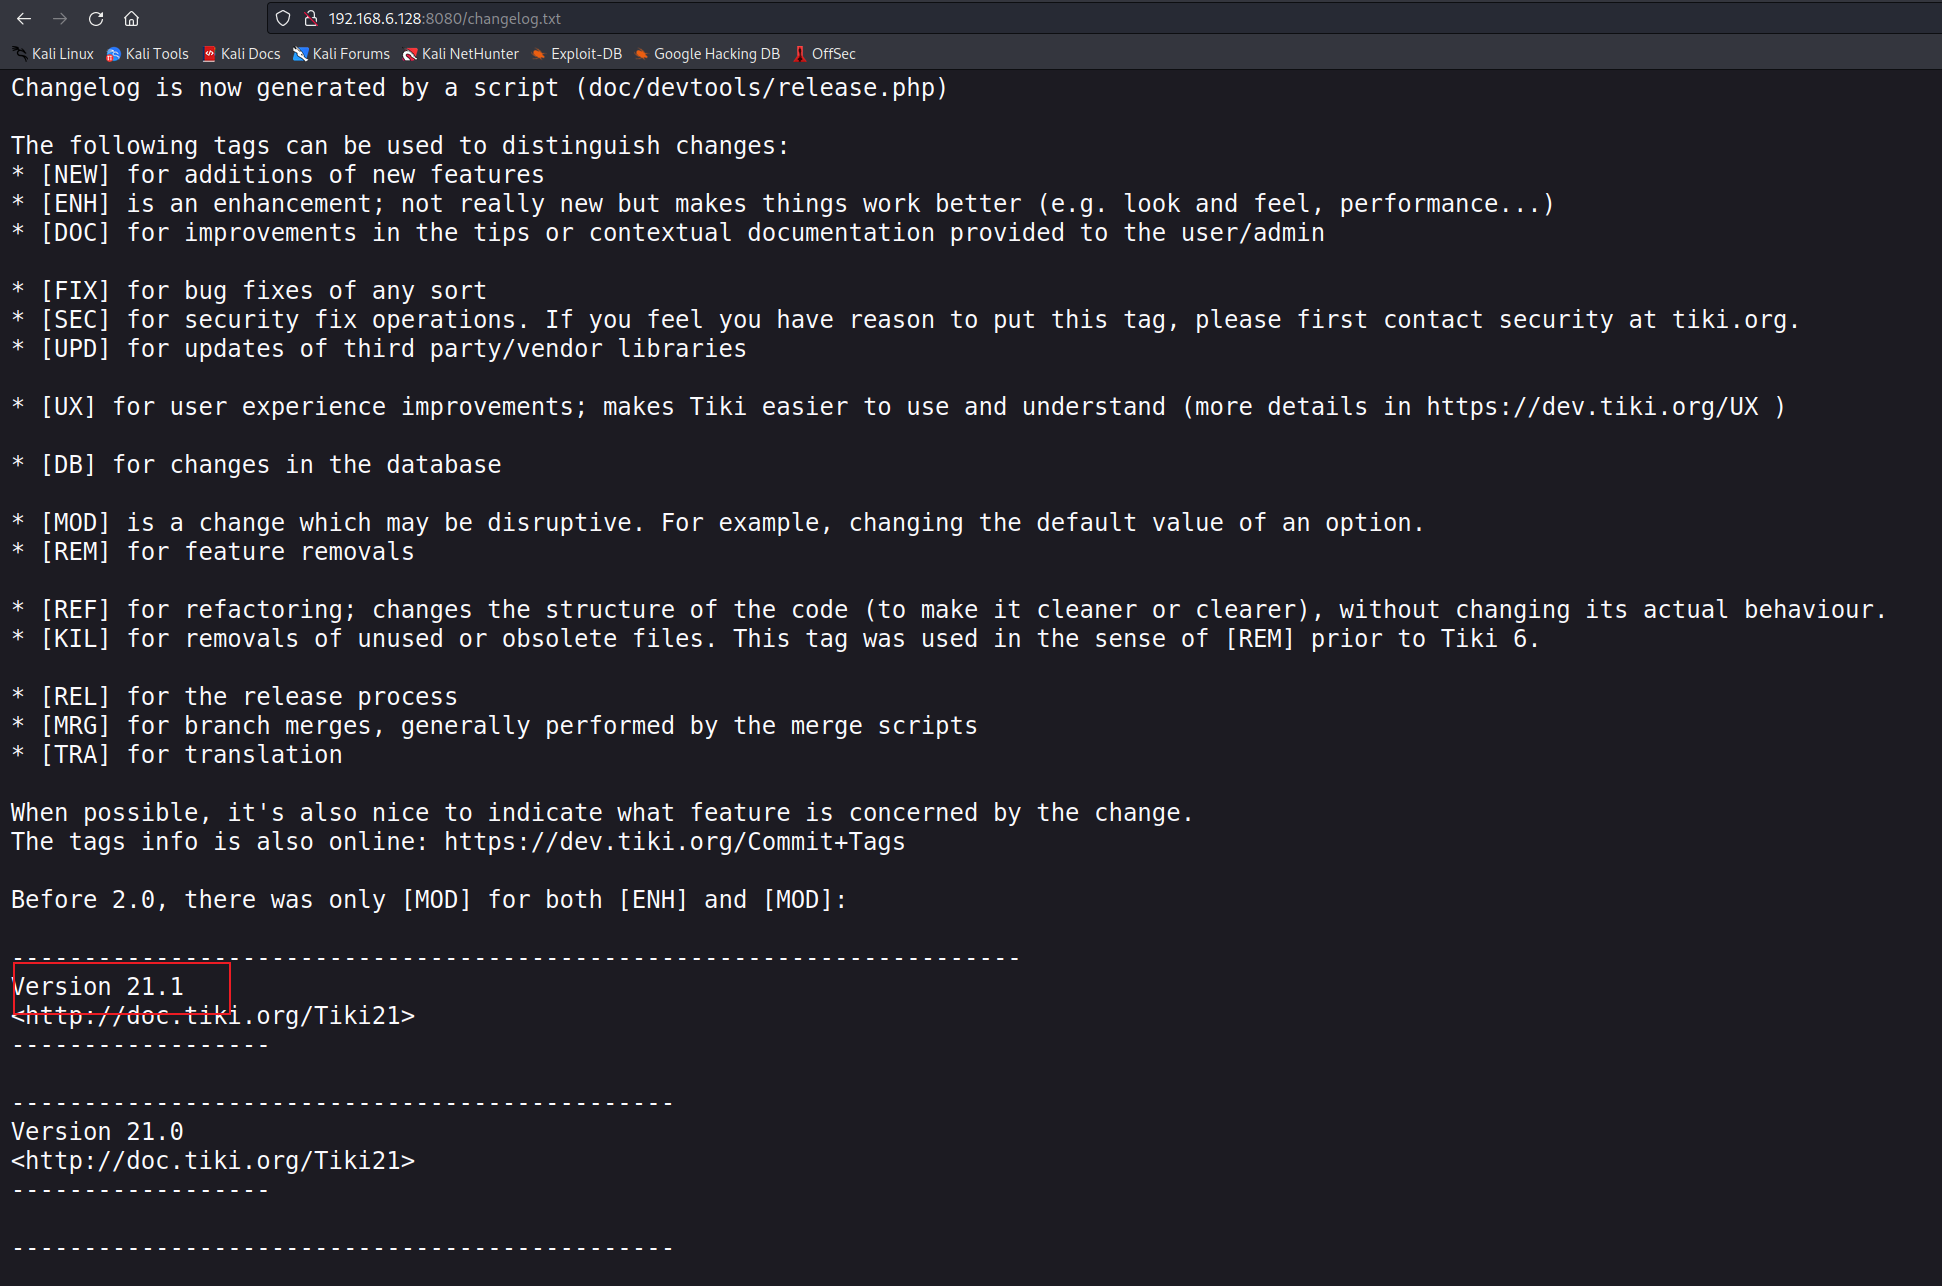 192.168.6.128:8080/changelog.txt
Kali Linux Kali Tools Kali Docs Kali Forums Kali NetHunter Exploit-DB Google Hacking DB OffSec
Changelog is now generated by a script (doc/devtools/release.php)
The following tags can be used to distinguish changes:
* [NEW] for additions of new features
* [ENH] is an enhancement; not really new but makes things work better (e.g. look and feel, performance...)
* [DOC] for improvements in the tips or contextual documentation provided to the user/admin
* [FIX] for bug fixes of any sort
* [SEC] for security fix operations. If you feel you have reason to put this tag, please first contact security at tiki.org.
* [UPD] for updates of third party/vendor libraries
* [UX] for user experience improvements; makes Tiki easier to use and understand (more details in https://dev.tiki.org/UX )
* [DB] for changes in the database
* [MOD] is a change which may be disruptive. For example, changing the default value of an option.
* [REM] for feature removals
* [REF] for refactoring; changes the structure of the code (to make it cleaner or clearer), without changing its actual behaviour.
* [KIL] for removals of unused or obsolete files. This tag was used in the sense of [REM] prior to Tiki 6.
* [REL] for the release process
* [MRG] for branch merges, generally performed by the merge scripts
* [TRA] for translation
When possible, it's also nice to indicate what feature is concerned by the change.
The tags info is also online: https://dev.tiki.org/Commit+Tags
Before 2.0, there was only [MOD] for both [ENH] and [MOD]:
----------------------------------------------------------------------
Version 21.1
<http://doc.tiki.org/Tiki21>
------------------
----------------------------------------------
Version 21.0
<http://doc.tiki.org/Tiki21>
------------------
----------------------------------------------